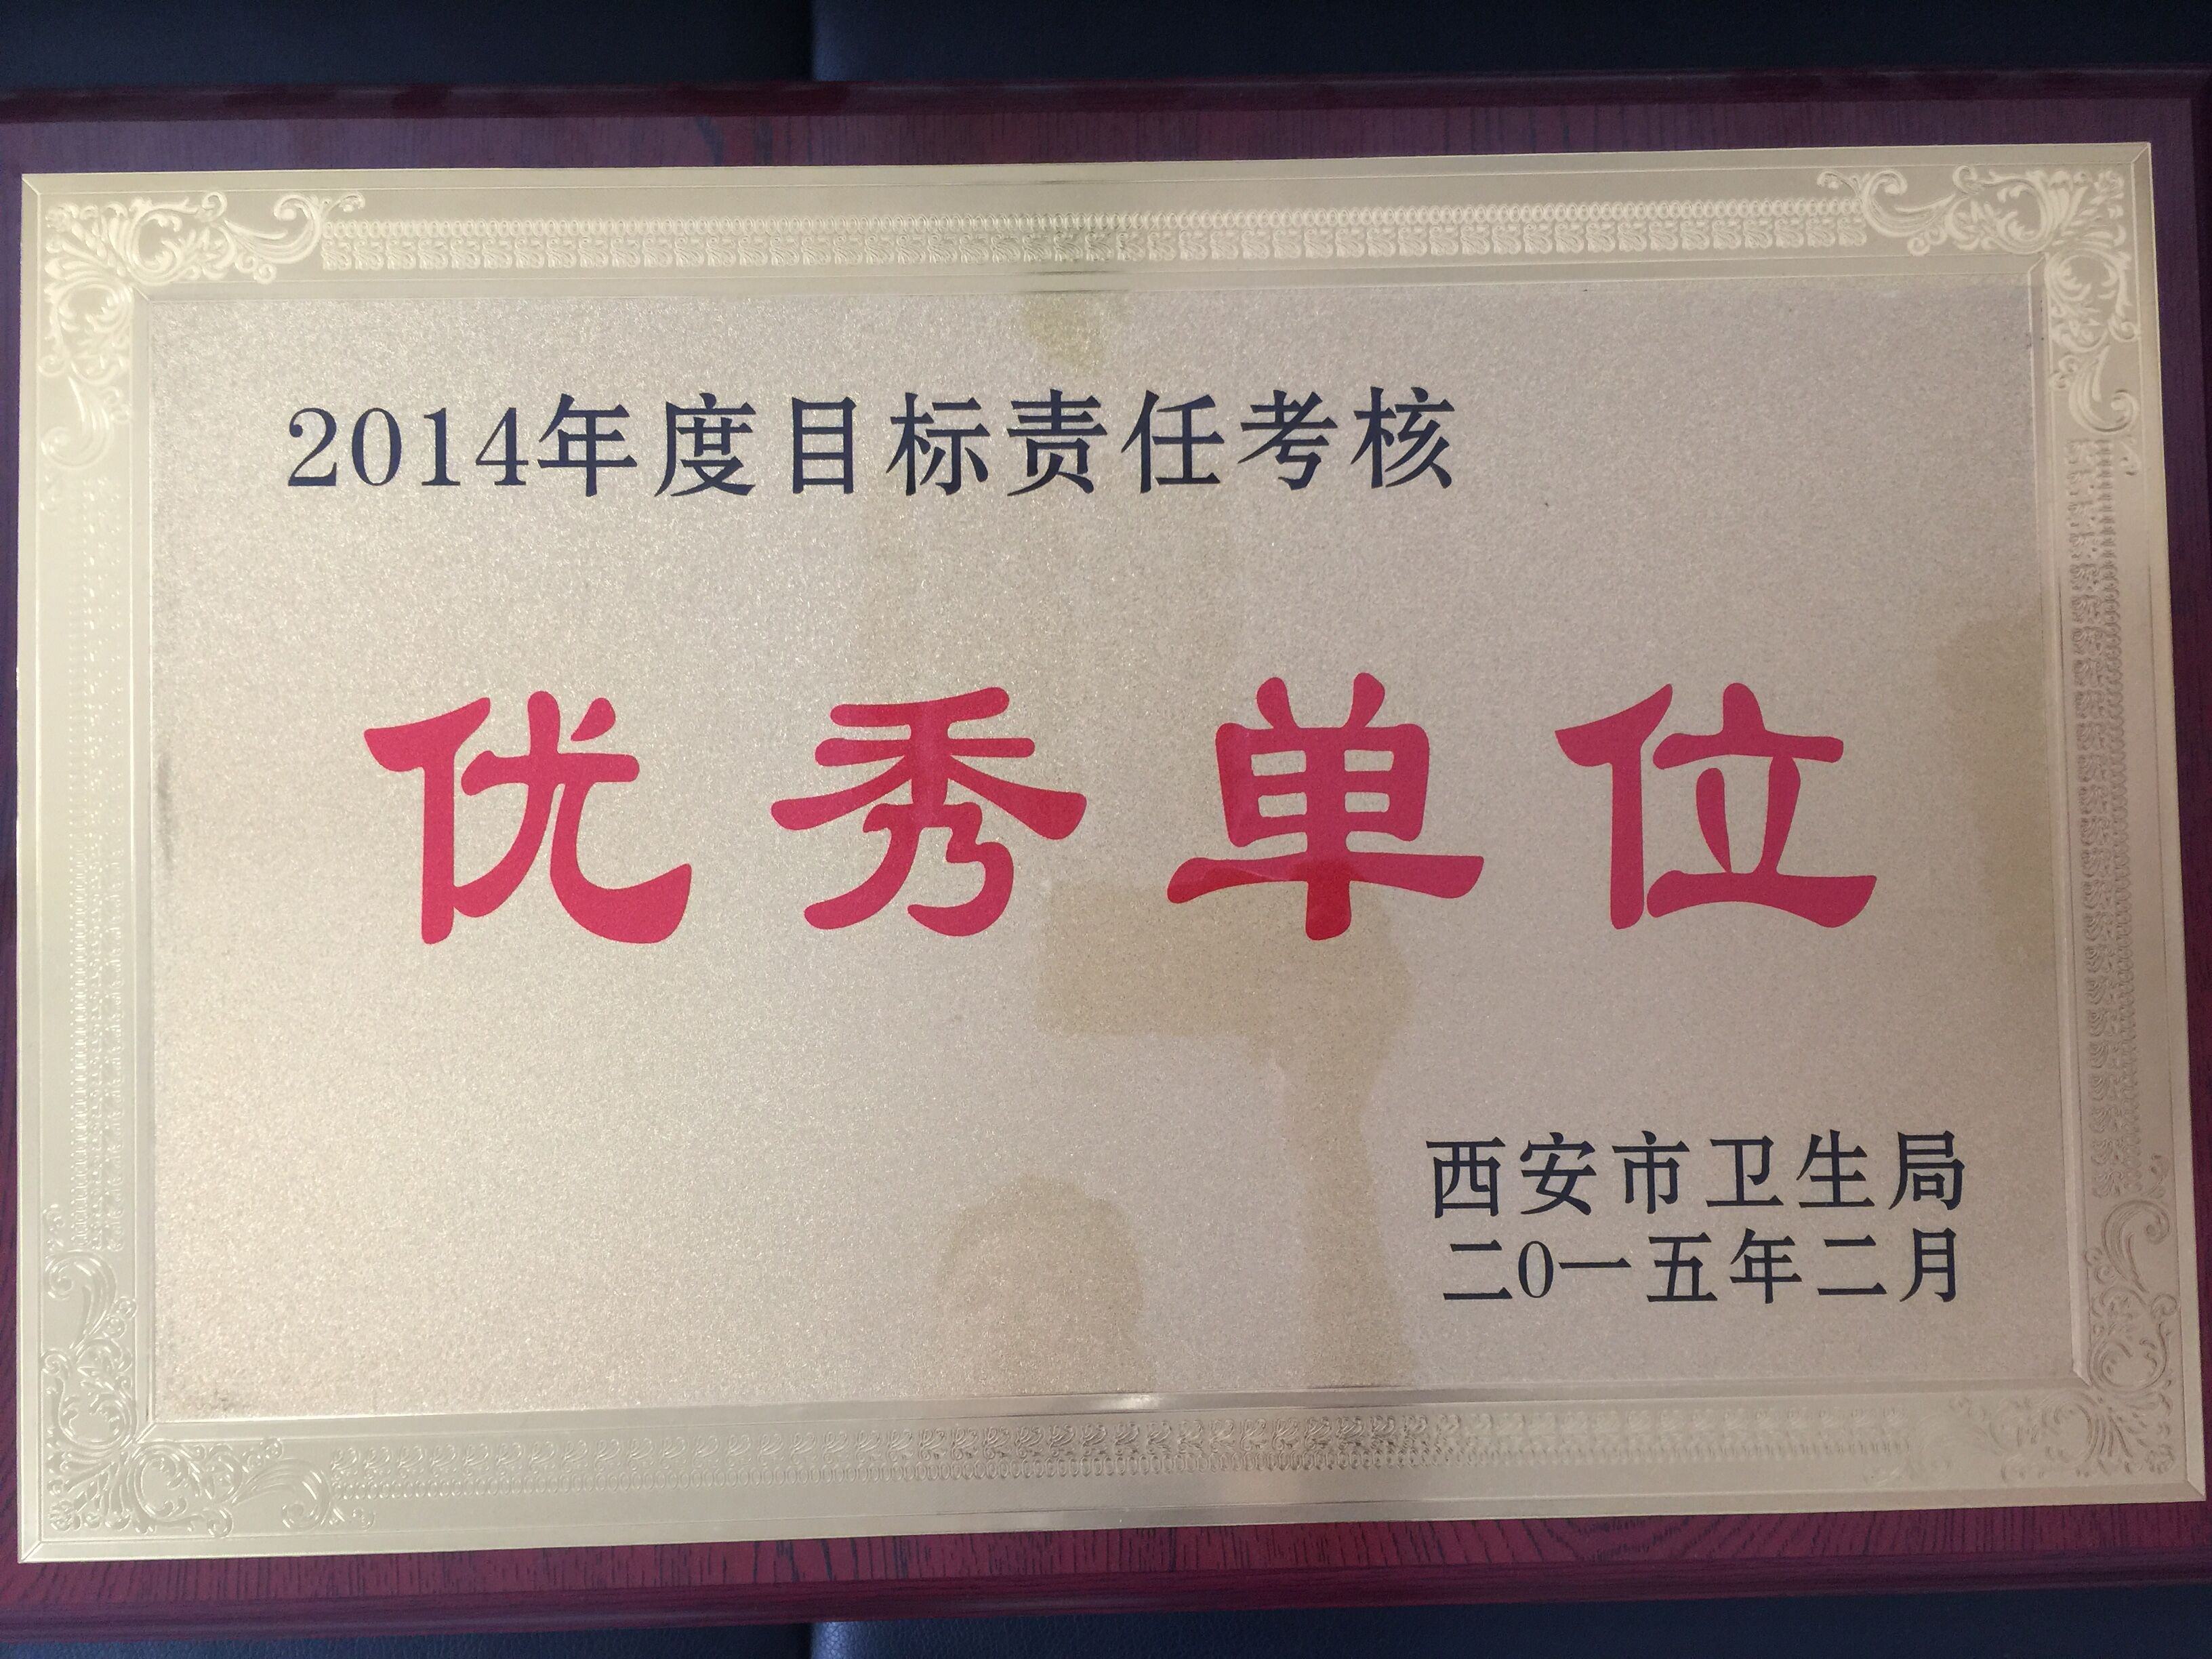 2014年度目标责任考核
优秀单位
西安市卫生局
二0一五年二月